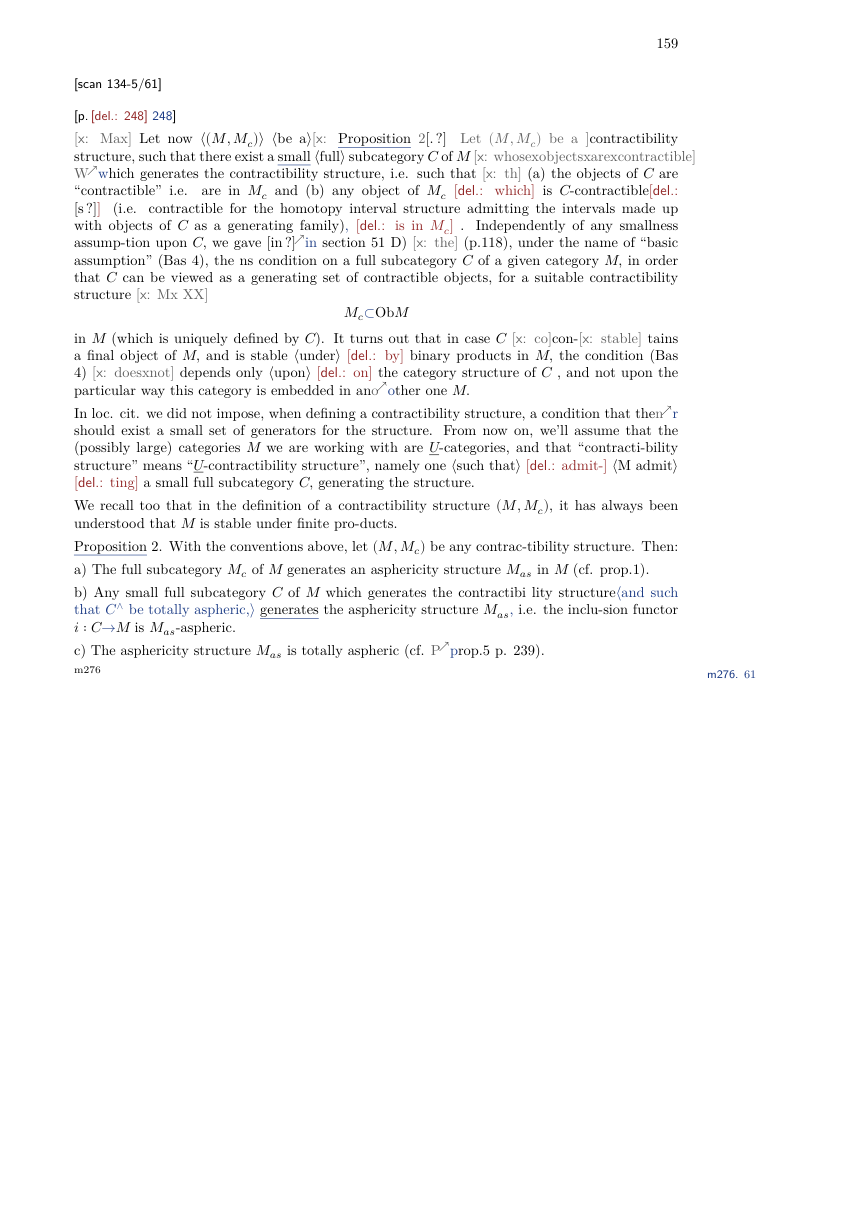 159
[scan 134-5/61]
[p. [del.: 248] 248]
[x: Max] Let now ⟨(M, M_c)⟩ ⟨be a⟩[x: Proposition 2[. ?] Let (M, M_c) be a ]contractibility
structure, such that there exist a small ⟨full⟩ subcategory C of M [x: whosexobjectsxarexcontractible]
W↗which generates the contractibility structure, i.e. such that [x: th] (a) the objects of C are
“contractible” i.e. are in M_c and (b) any object of M_c [del.: which] is C-contractible[del.:
[s ?]] (i.e. contractible for the homotopy interval structure admitting the intervals made up
with objects of C as a generating family), [del.: is in M_c] . Independently of any smallness
assump-tion upon C, we gave [in ?]↗in section 51 D) [x: the] (p.118), under the name of “basic
assumption” (Bas 4), the ns condition on a full subcategory C of a given category M, in order
that C can be viewed as a generating set of contractible objects, for a suitable contractibility
structure [x: Mx XX]
M_c⊂ObM
in M (which is uniquely defined by C). It turns out that in case C [x: co]con-[x: stable] tains
a final object of M, and is stable ⟨under⟩ [del.: by] binary products in M, the condition (Bas
4) [x: doesxnot] depends only ⟨upon⟩ [del.: on] the category structure of C , and not upon the
particular way this category is embedded in ano↗other one M.
In loc. cit. we did not impose, when defining a contractibility structure, a condition that then↗r
should exist a small set of generators for the structure. From now on, we’ll assume that the
(possibly large) categories M we are working with are U-categories, and that “contracti-bility
structure” means “U-contractibility structure”, namely one ⟨such that⟩ [del.: admit-] ⟨M admit⟩
[del.: ting] a small full subcategory C, generating the structure.
We recall too that in the definition of a contractibility structure (M, M_c), it has always been
understood that M is stable under finite pro-ducts.
Proposition 2. With the conventions above, let (M, M_c) be any contrac-tibility structure. Then:
a) The full subcategory M_c of M generates an asphericity structure M_as in M (cf. prop.1).
b) Any small full subcategory C of M which generates the contractibi lity structure⟨and such
that C^∧ be totally aspheric,⟩ generates the asphericity structure M_as, i.e. the inclu-sion functor
i : C→M is M_as-aspheric.
c) The asphericity structure M_as is totally aspheric (cf. P↗prop.5 p. 239).
m276
m276. 61